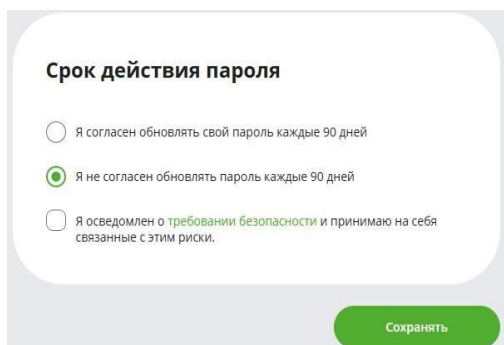 Срок действия пароля
Я согласен обновлять свой пароль каждые 90 дней
Я не согласен обновлять пароль каждые 90 дней
Я осведомлен о требовании безопасности и принимаю на себя
связанные с этим риски.
Сохранять